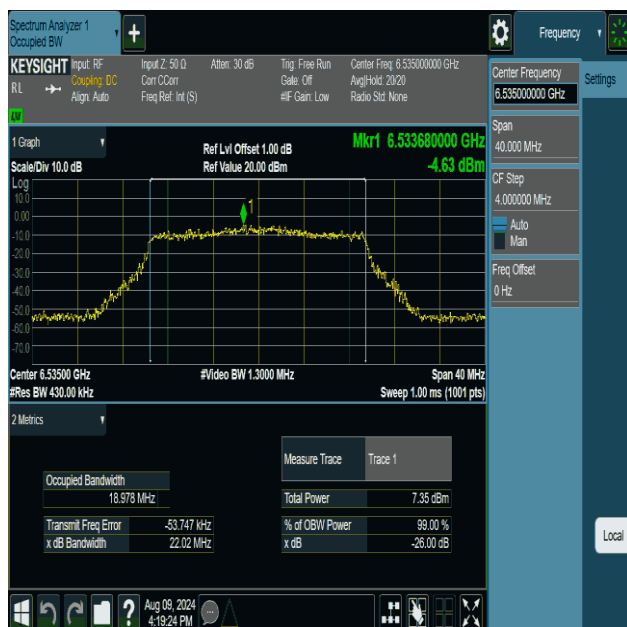 Spectrum Analyzer 1
Occupied BW
Frequency
KEYSIGHT
RL
Input: RF
Coupling: DC
Align: Auto
Input Z: 50 Ω
Corr CCorr
Freq Ref: Int (S)
Atten: 30 dB
Trig: Free Run
Gate: Off
#IF Gain: Low
Center Freq: 6.535000000 GHz
Avg|Hold: 20/20
Radio Std: None
Center Frequency
6.535000000 GHz
Settings
Span
40.000 MHz
CF Step
4.000000 MHz
Auto
Man
Freq Offset
0 Hz
Local
1 Graph
Scale/Div 10.0 dB
Ref Lvl Offset 1.00 dB
Ref Value 20.00 dBm
Mkr1 6.533680000 GHz
-4.63 dBm
Log
10.0
0.00
-10.0
-20.0
-30.0
-40.0
-50.0
-60.0
-70.0
1
Center 6.53500 GHz
#Video BW 1.3000 MHz
Span 40 MHz
#Res BW 430.00 kHz
Sweep 1.00 ms (1001 pts)
2 Metrics
Measure Trace Trace 1
Occupied Bandwidth
18.978 MHz
Total Power 7.35 dBm
Transmit Freq Error -53.747 kHz
% of OBW Power 99.00 %
x dB Bandwidth 22.02 MHz
x dB -26.00 dB
Aug 09, 2024
4:19:24 PM